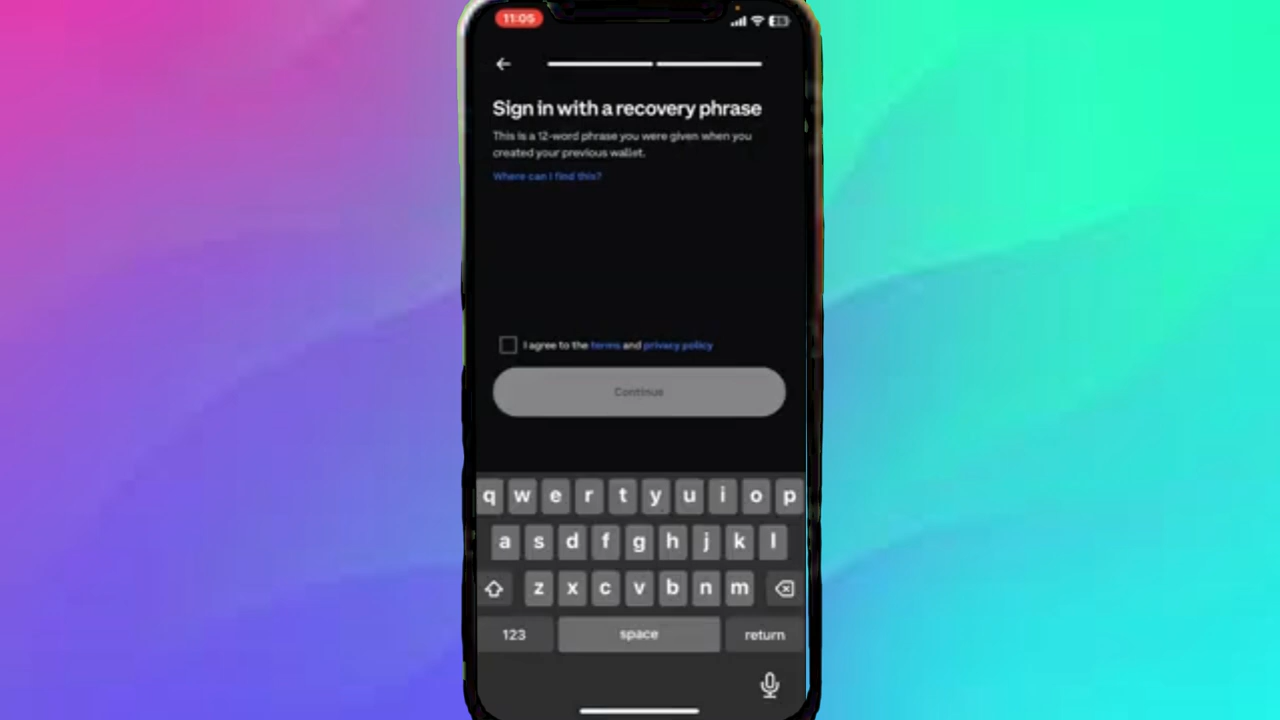 11:05
Sign in with a recovery phrase
This is a 12-word phrase you were given when you
created your previous wallet.
Where can I find this?
I agree to the terms and privacy policy
Continue
q w e r t y u i o p
a s d f g h j k l
z x c v b n m
123 space return